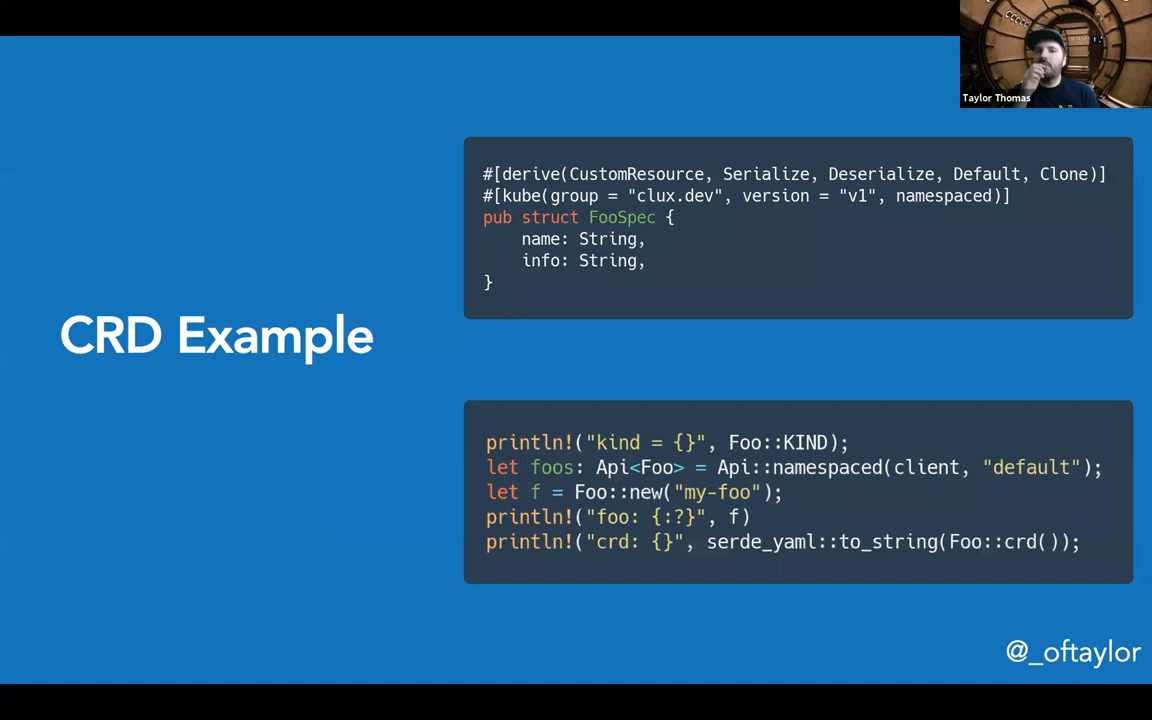 Taylor Thomas
CRD Example
#[derive(CustomResource, Serialize, Deserialize, Default, Clone)]
#[kube(group = "clux.dev", version = "v1", namespaced)]
pub struct FooSpec {
    name: String,
    info: String,
}
println!("kind = {}", Foo::KIND);
let foos: Api<Foo> = Api::namespaced(client, "default");
let f = Foo::new("my-foo");
println!("foo: {:?}", f)
println!("crd: {}", serde_yaml::to_string(Foo::crd());
@_oftaylor